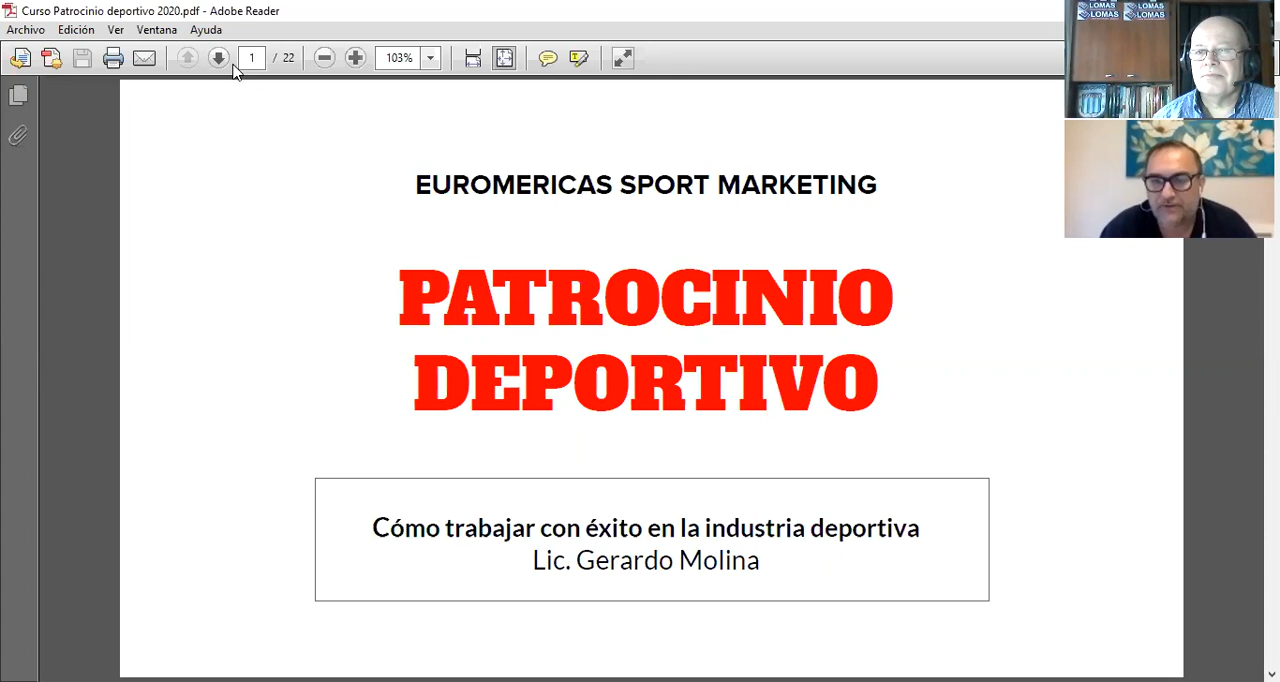 Curso Patrocinio deportivo 2020.pdf - Adobe Reader
Archivo Edición Ver Ventana Ayuda
1 / 22 103%
LOMAS LOMAS
LOMAS LOMAS
EUROMERICAS SPORT MARKETING
PATROCINIO
DEPORTIVO
Cómo trabajar con éxito en la industria deportiva
Lic. Gerardo Molina